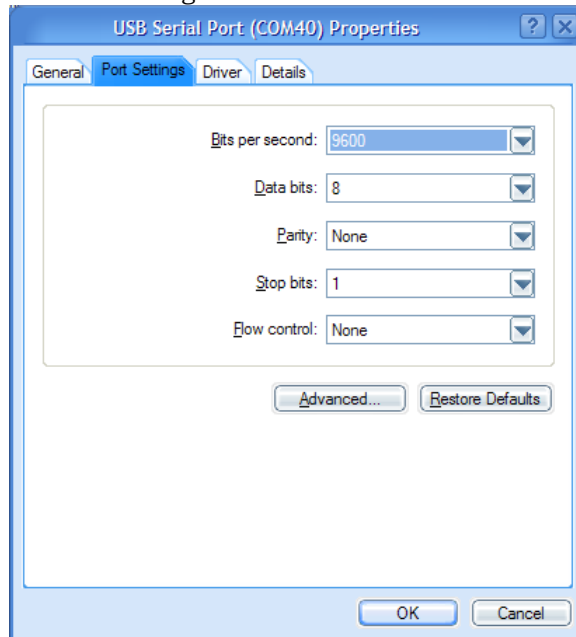 USB Serial Port (COM40) Properties
General Port Settings Driver Details
Bits per second: 9600
Data bits: 8
Parity: None
Stop bits: 1
Flow control: None
Advanced... Restore Defaults
OK Cancel